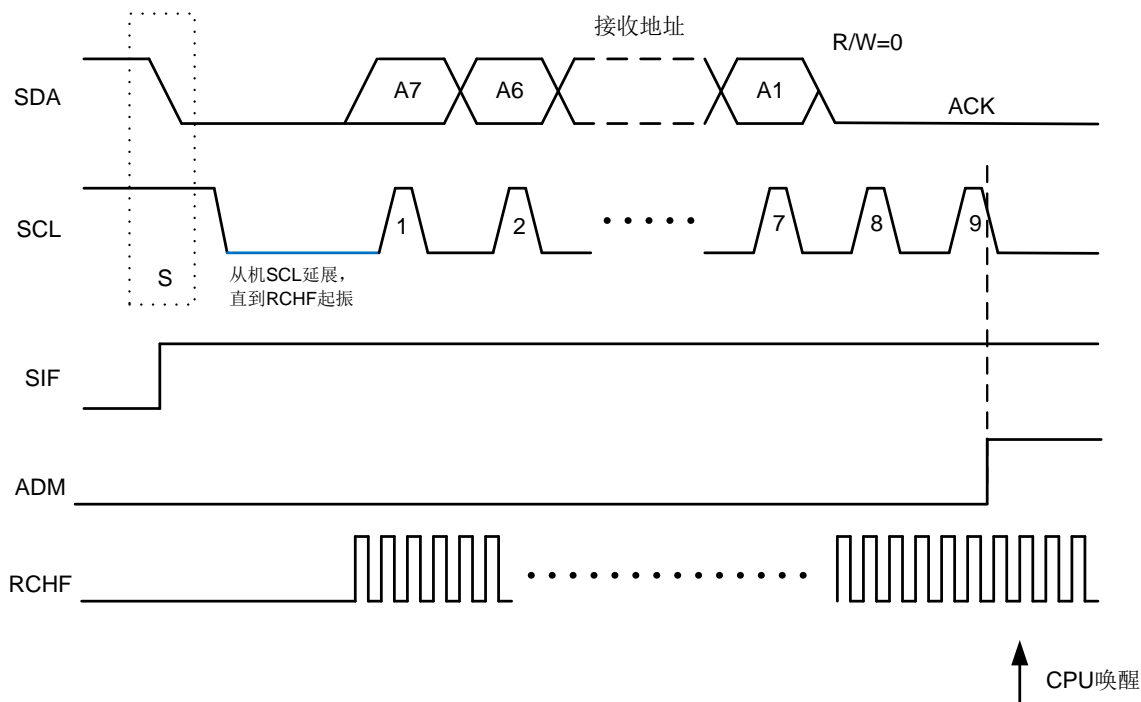 接收地址
R/W=0
SDA
A7
A6
A1
ACK
SCL
1
2
7
8
9
S
从机SCL延展，
直到RCHF起振
SIF
ADM
RCHF
CPU唤醒